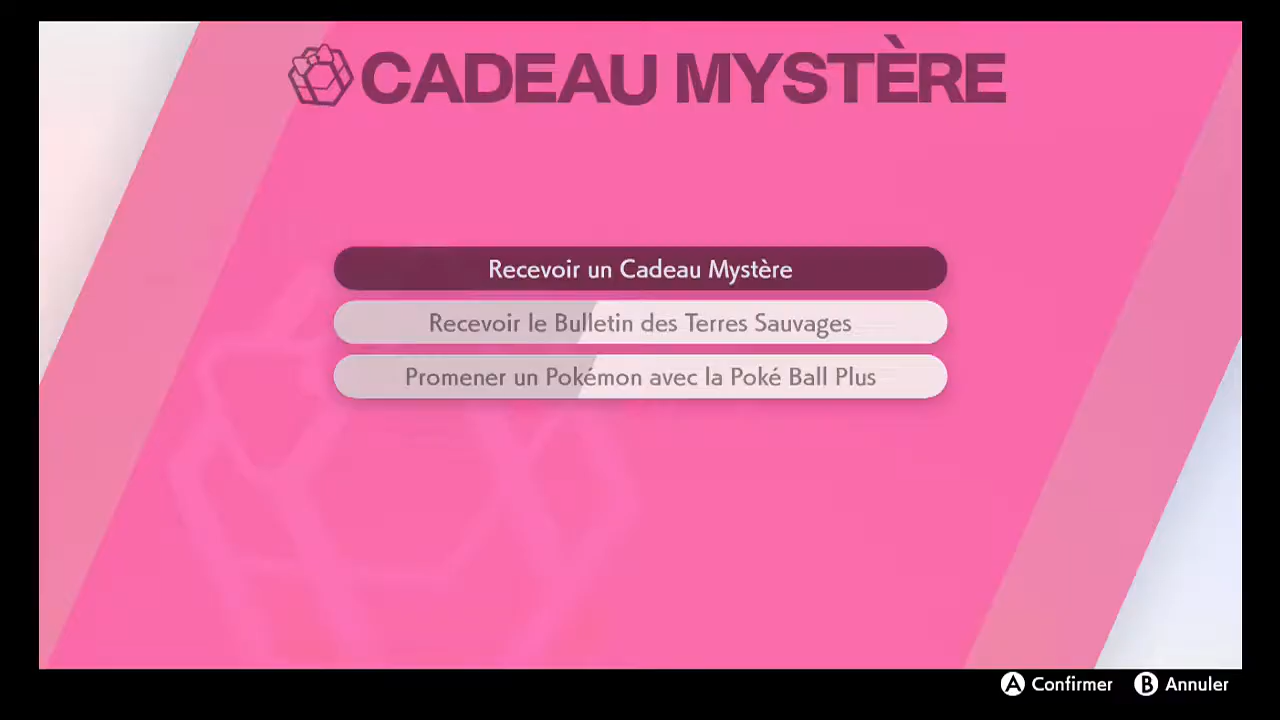 CADEAU MYSTÈRE
Recevoir un Cadeau Mystère
Recevoir le Bulletin des Terres Sauvages
Promener un Pokémon avec la Poké Ball Plus
A Confirmer B Annuler